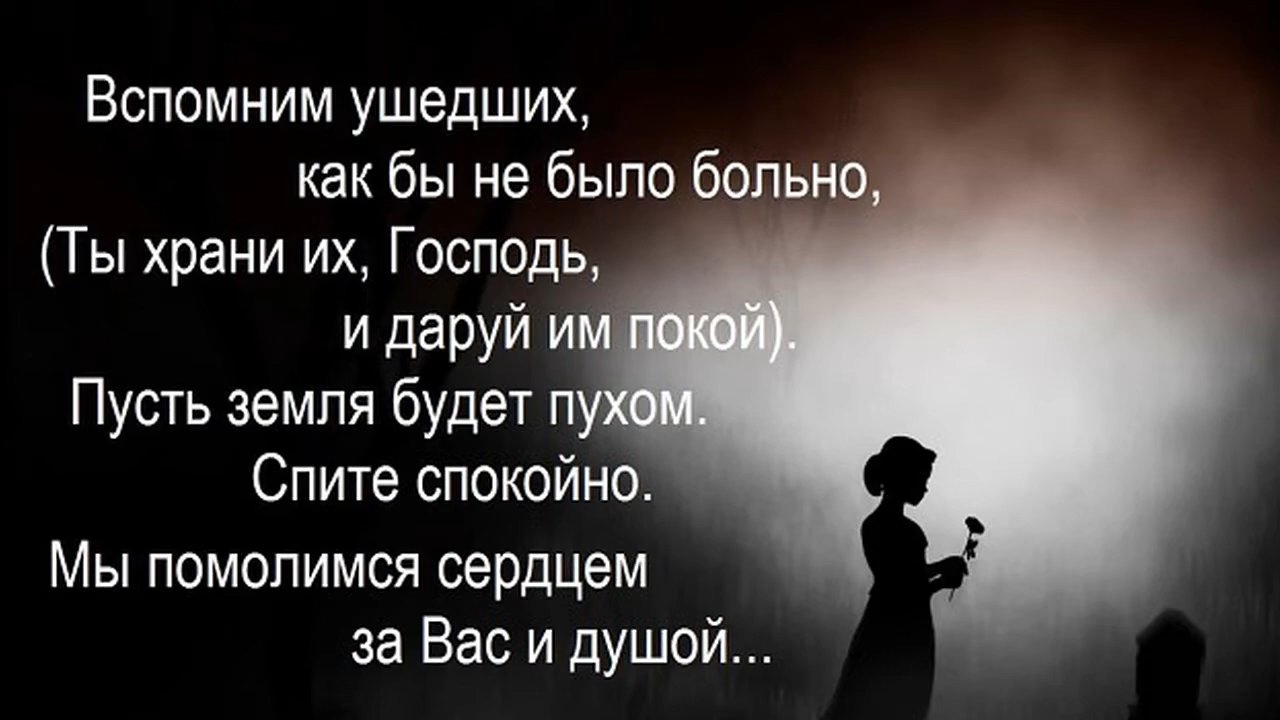 Вспомним ушедших,
как бы не было больно,
(Ты храни их, Господь,
и даруй им покой).
Пусть земля будет пухом.
Спите спокойно.
Мы помолимся сердцем
за Вас и душой...